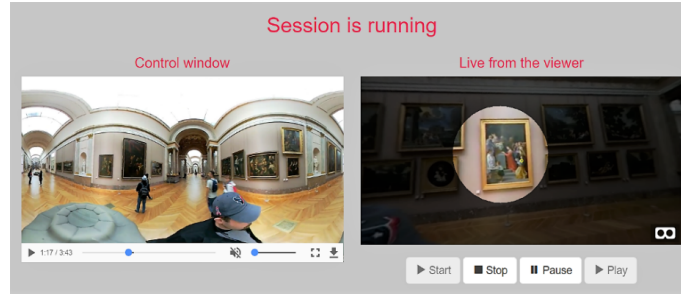 Session is running
Control window
Live from the viewer
1:17 / 3:43
Start
Stop
Pause
Play